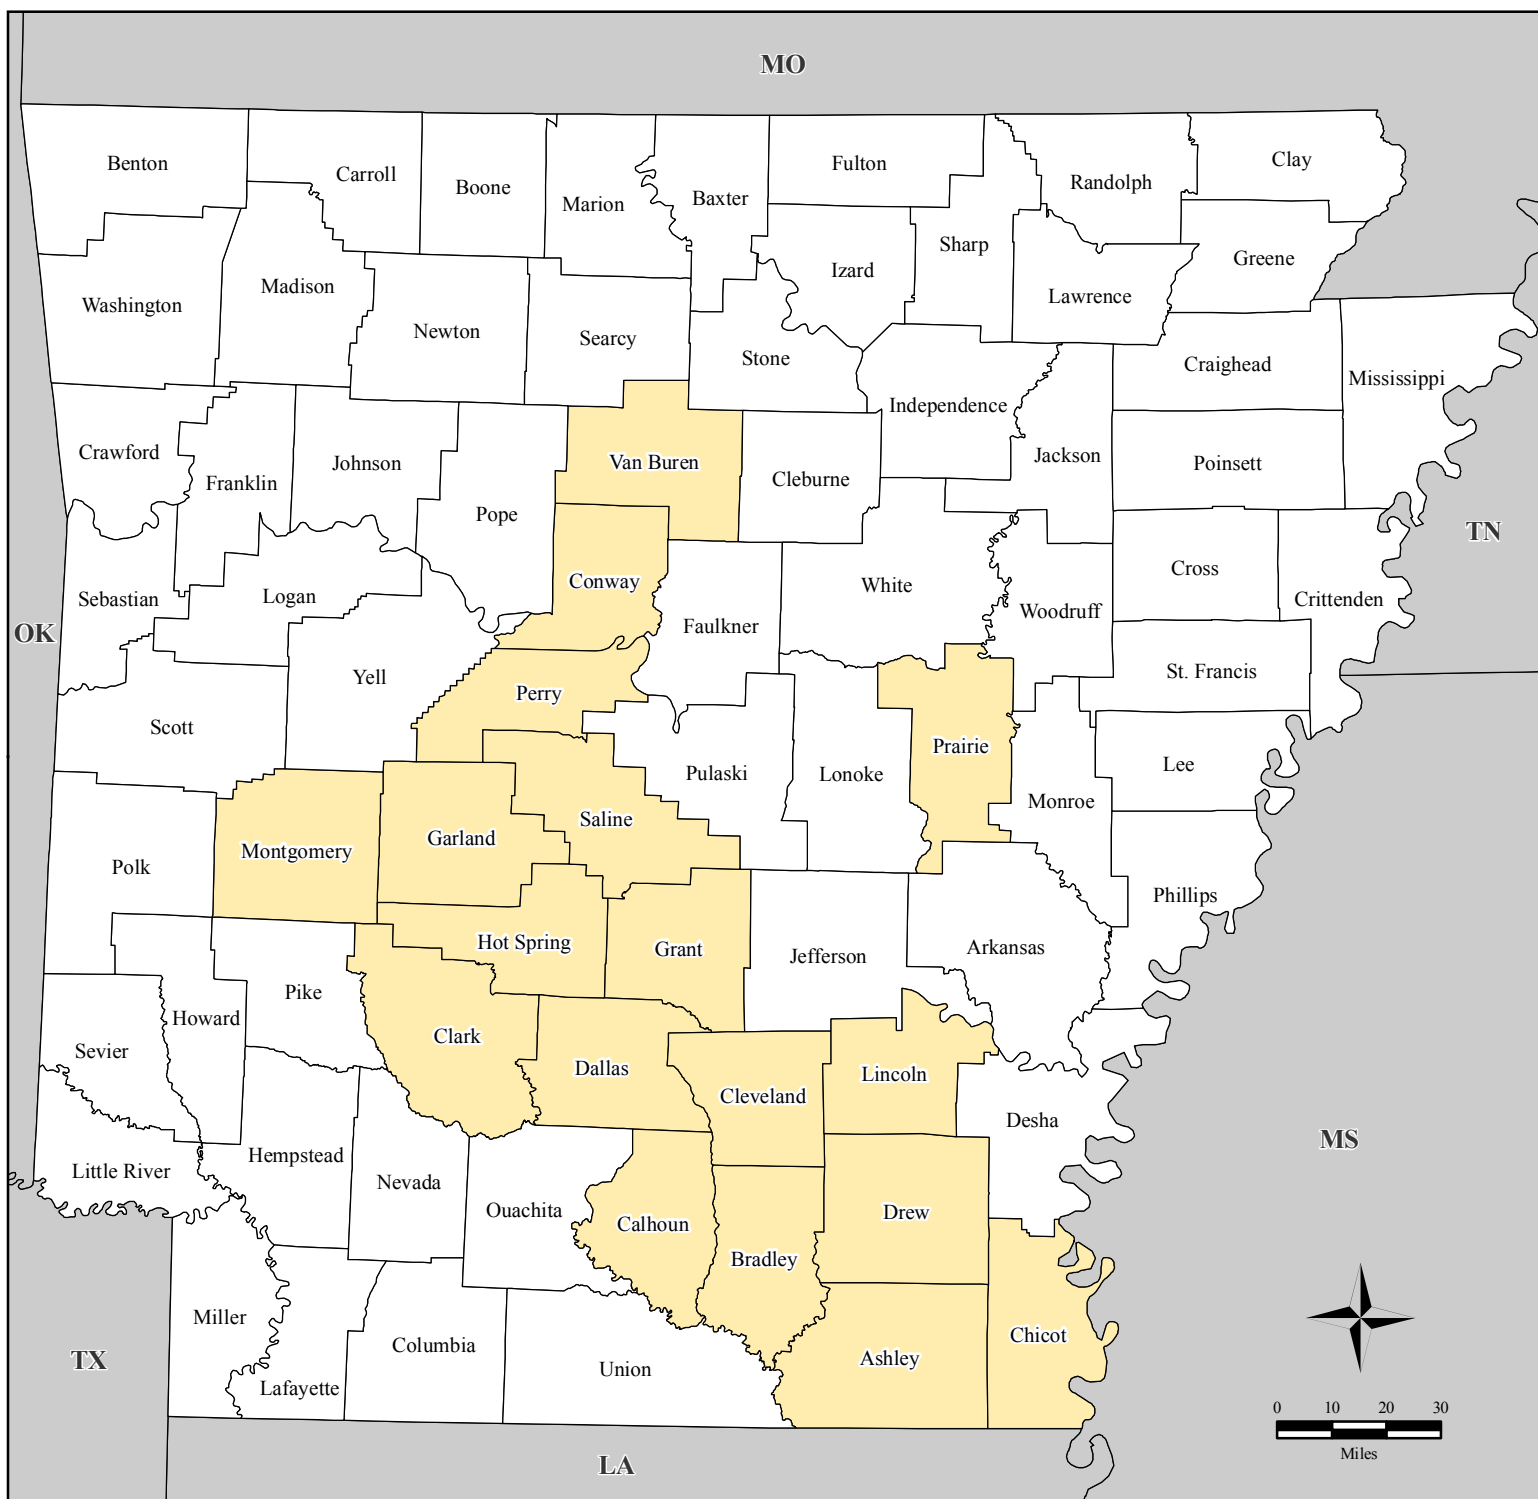 MO
Benton
Carroll
Boone
Marion
Baxter
Fulton
Sharp
Randolph
Clay
Washington
Madison
Newton
Searcy
Stone
Izard
Lawrence
Greene
Craighead
Mississippi
Crawford
Franklin
Johnson
Pope
Van Buren
Cleburne
Independence
Jackson
Poinsett
TN
Sebastian
Logan
Conway
Faulkner
White
Woodruff
Cross
Crittenden
OK
Scott
Yell
Perry
Pulaski
Lonoke
Prairie
Monroe
St. Francis
Lee
Polk
Montgomery
Garland
Saline
Hot Spring
Grant
Jefferson
Arkansas
Phillips
Sevier
Howard
Pike
Clark
Dallas
Cleveland
Lincoln
Desha
MS
Little River
Hempstead
Nevada
Ouachita
Calhoun
Bradley
Drew
Chicot
TX
Miller
Lafayette
Columbia
Union
Ashley
LA
0 10 20 30
Miles